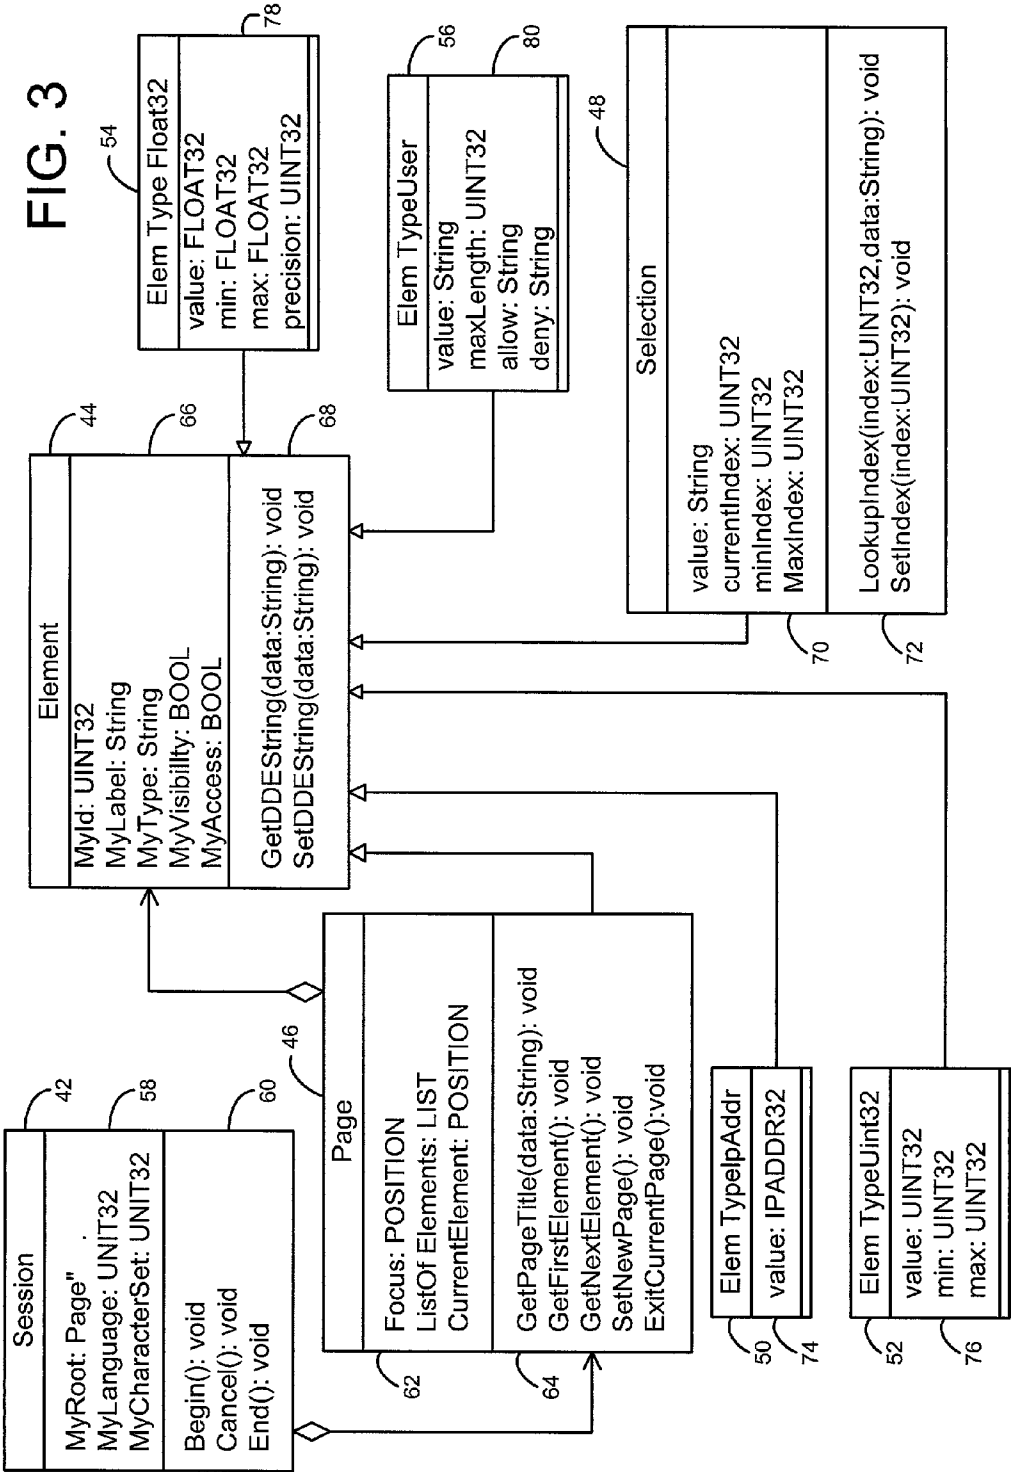 FIG. 3
Session
42
MyRoot: Page"
MyLanguage: UNIT32
MyCharacterSet: UNIT32
58
Begin(): void
Cancel(): void
End(): void
60
Element
44
MyId: UINT32
MyLabel: String
MyType: String
MyVisibilty: BOOL
MyAccess: BOOL
66
GetDDEString(data:String): void
SetDDEString(data:String): void
68
Elem Type Float32
54
value: FLOAT32
min: FLOAT32
max: FLOAT32
precision: UINT32
78
Page
46
Focus: POSITION
ListOf Elements: LIST
CurrentElement: POSITION
62
GetPageTitle(data:String): void
GetFirstElement(): void
GetNextElement(): void
SetNewPage(): void
ExitCurrentPage():void
64
Elem TypeUser
56
value: String
maxLength: UINT32
allow: String
deny: String
80
Elem TypeIpAddr
50
value: IPADDR32
74
Elem TypeUint32
52
value: UINT32
min: UINT32
max: UINT32
76
Selection
48
value: String
currentIndex: UINT32
minIndex: UINT32
MaxIndex: UINT32
70
LookupIndex(index:UINT32,data:String): void
SetIndex(index:UINT32): void
72